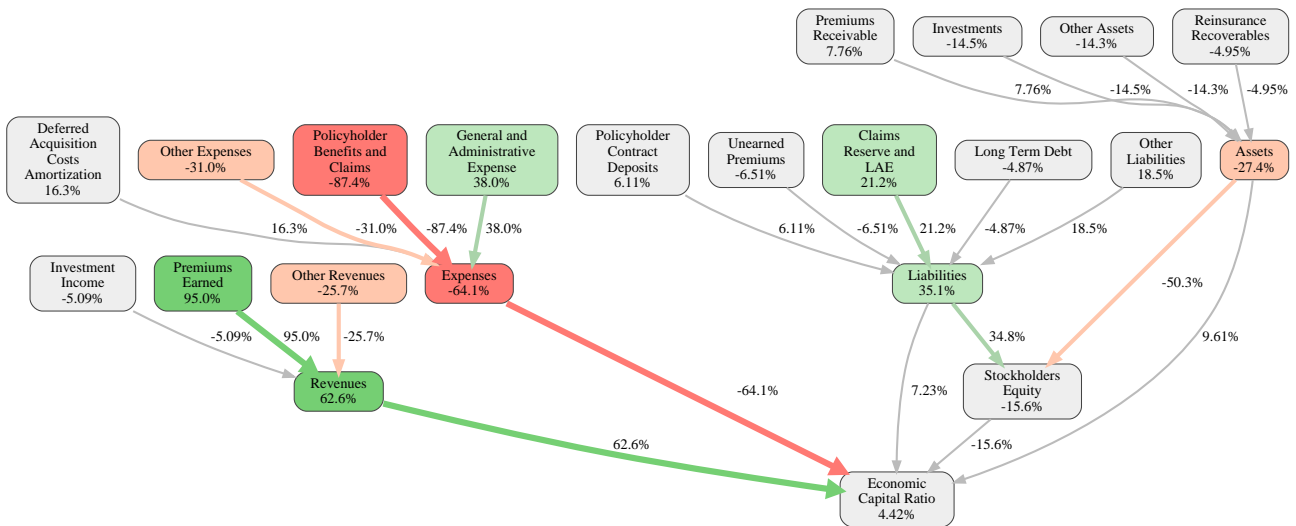 Premiums
Receivable
7.76%
Investments
-14.5%
Other Assets
-14.3%
Reinsurance
Recoverables
-4.95%
7.76%
-14.5%
-14.3%
-4.95%
Deferred
Acquisition
Costs
Amortization
16.3%
Other Expenses
-31.0%
Policyholder
Benefits and
Claims
-87.4%
General and
Administrative
Expense
38.0%
Policyholder
Contract
Deposits
6.11%
Unearned
Premiums
-6.51%
Claims
Reserve and
LAE
21.2%
Long Term Debt
-4.87%
Other
Liabilities
18.5%
Assets
-27.4%
16.3%
-31.0%
-87.4%
38.0%
6.11%
-6.51%
21.2%
-4.87%
18.5%
Investment
Income
-5.09%
Premiums
Earned
95.0%
Other Revenues
-25.7%
Expenses
-64.1%
Liabilities
35.1%
-50.3%
-5.09%
95.0%
-25.7%
34.8%
9.61%
Revenues
62.6%
-64.1%
7.23%
Stockholders
Equity
-15.6%
62.6%
-15.6%
Economic
Capital Ratio
4.42%